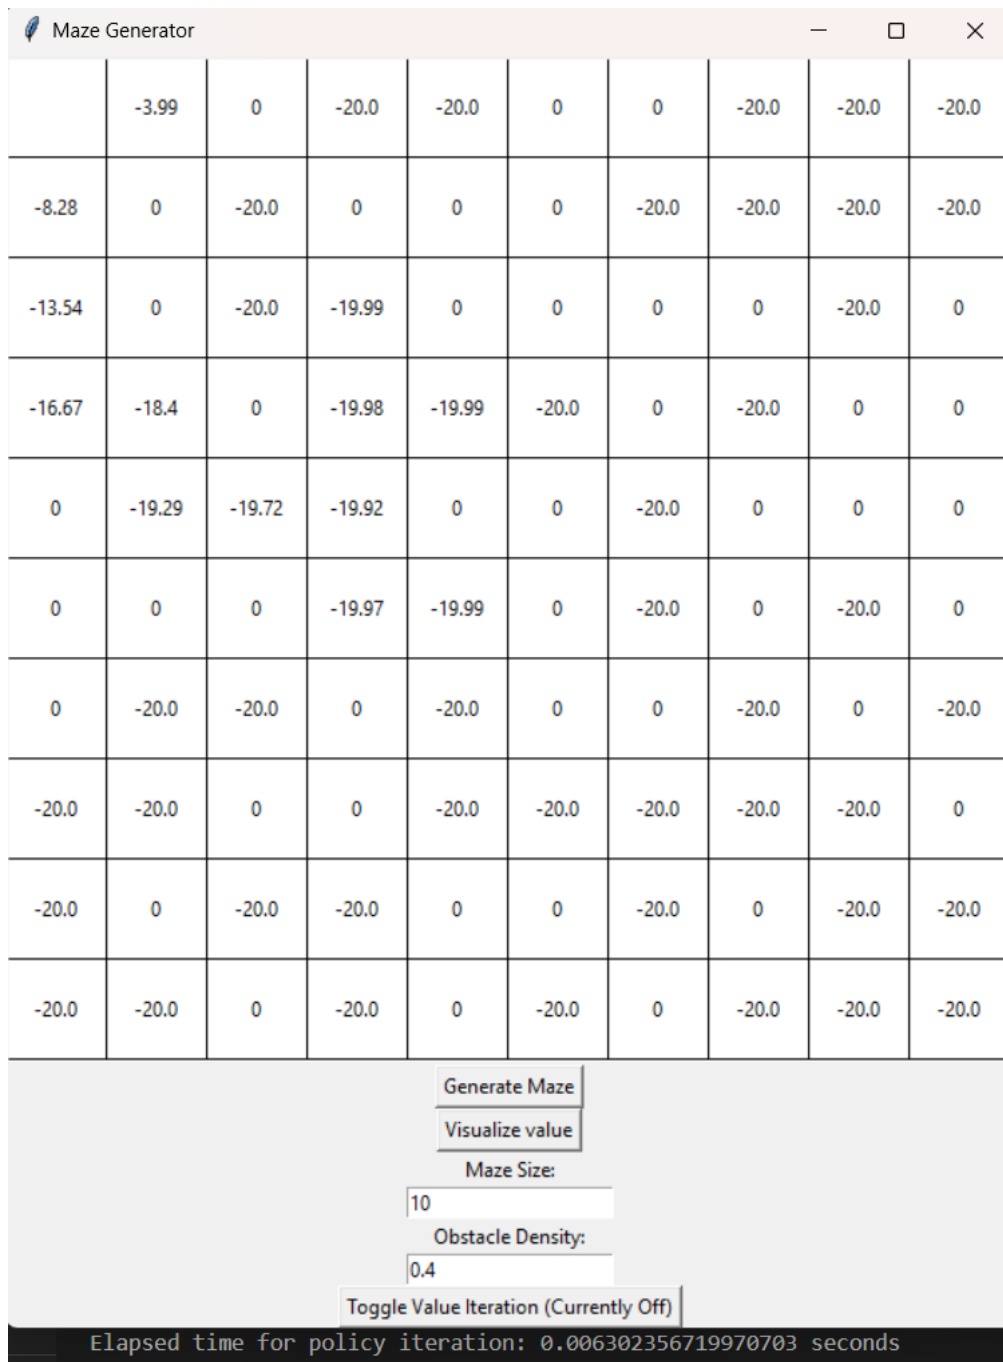 Maze Generator
-3.99 0 -20.0 -20.0 0 0 -20.0 -20.0 -20.0
-8.28 0 -20.0 0 0 0 -20.0 -20.0 -20.0 -20.0
-13.54 0 -20.0 -19.99 0 0 0 0 -20.0 0
-16.67 -18.4 0 -19.98 -19.99 -20.0 0 -20.0 0 0
0 -19.29 -19.72 -19.92 0 0 -20.0 0 0 0
0 0 0 -19.97 -19.99 0 -20.0 0 -20.0 0
0 -20.0 -20.0 0 -20.0 0 0 -20.0 0 -20.0
-20.0 -20.0 0 0 -20.0 -20.0 -20.0 -20.0 -20.0 0
-20.0 0 -20.0 -20.0 0 0 -20.0 0 -20.0 -20.0
-20.0 -20.0 0 -20.0 0 -20.0 0 -20.0 -20.0 -20.0
Generate Maze
Visualize value
Maze Size:
10
Obstacle Density:
0.4
Toggle Value Iteration (Currently Off)
Elapsed time for policy iteration: 0.006302356719970703 seconds